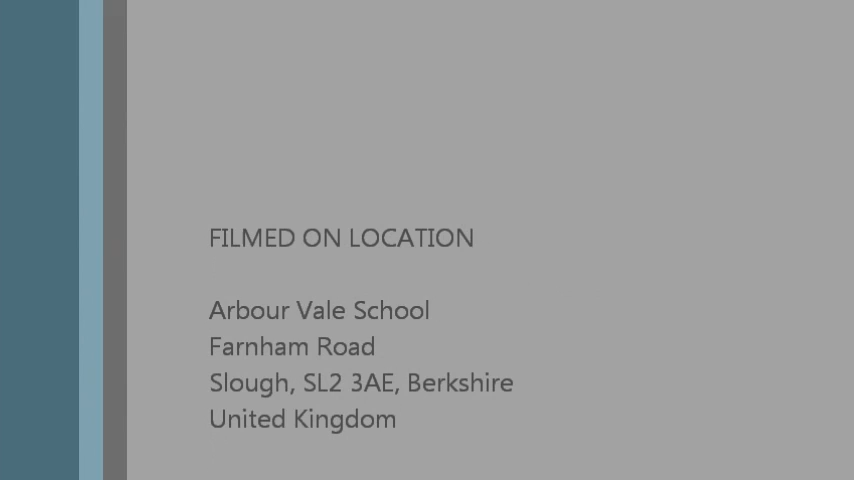 FILMED ON LOCATION
Arbour Vale School
Farnham Road
Slough, SL2 3AE, Berkshire
United Kingdom